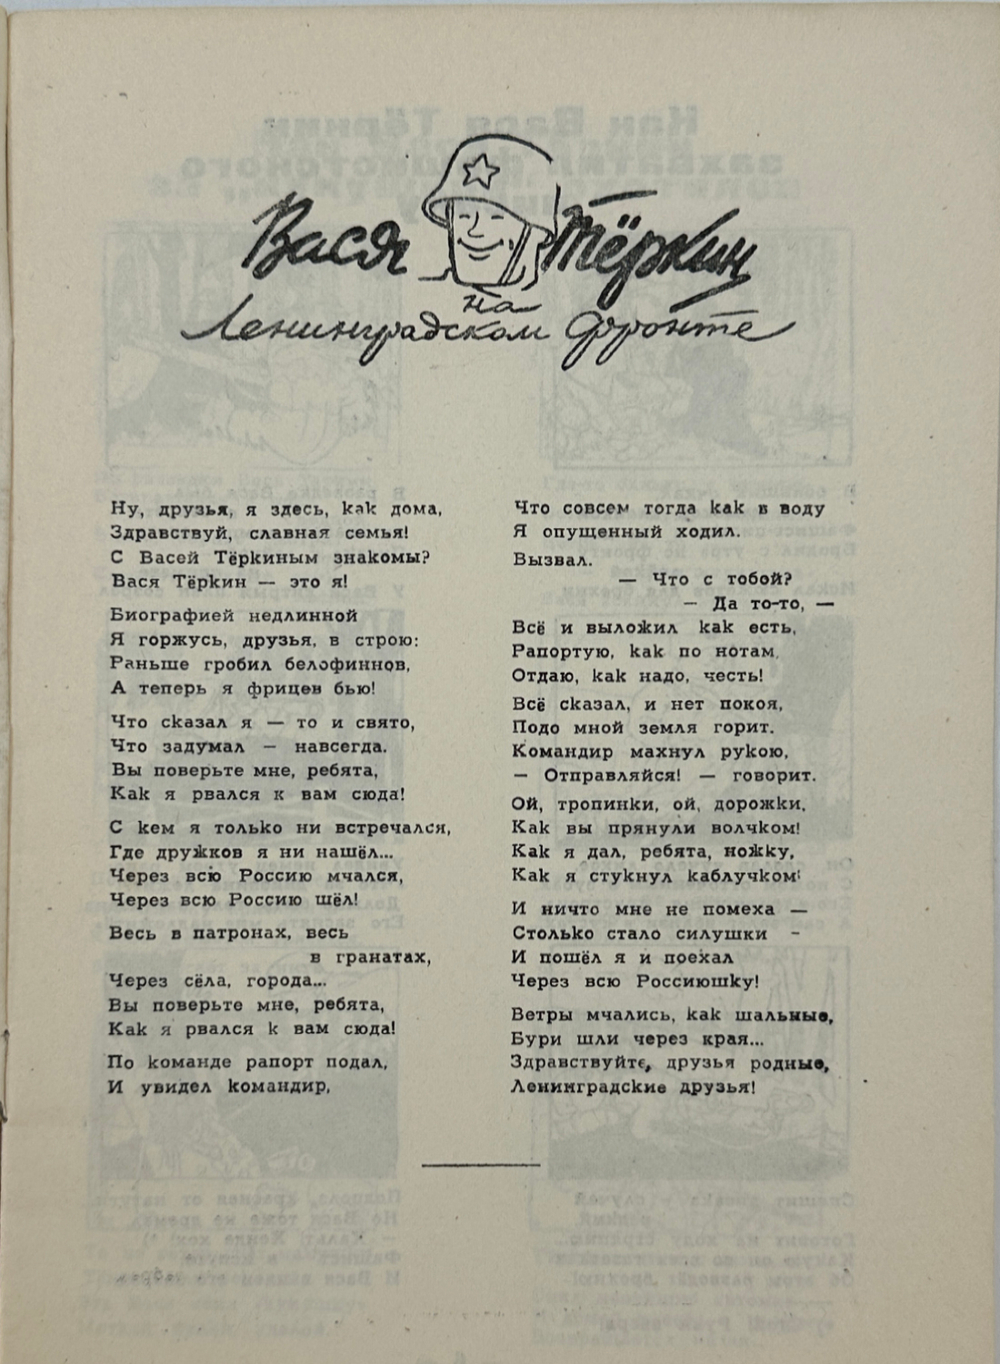 Вася Тёркин
на
Ленинградском фронте
Ну, друзья, я здесь, как дома,
Здравствуй, славная семья!
С Васей Тёркиным знакомы?
Вася Тёркин — это я!
Биографией недлинной
Я горжусь, друзья, в строю:
Раньше гробил белофиннов,
А теперь я фрицев бью!
Что сказал я — то и свято,
Что задумал — навсегда.
Вы поверьте мне, ребята,
Как я рвался к вам сюда!
С кем я только ни встречался,
Где дружков я ни нашёл...
Через всю Россию мчался,
Через всю Россию шёл!
Весь в патронах, весь
в гранатах,
Через сёла, города...
Вы поверьте мне, ребята,
Как я рвался к вам сюда!
По команде рапорт подал,
И увидел командир,
Что совсем тогда как в воду
Я опущенный ходил.
Вызвал.
— Что с тобой?
— Да то-то, —
Всё и выложил как есть,
Рапортую, как по нотам,
Отдаю, как надо, честь!
Всё сказал, и нет покоя,
Подо мной земля горит.
Командир махнул рукою,
— Отправляйся! — говорит.
Ой, тропинки, ой, дорожки,
Как вы прянули волчком!
Как я дал, ребята, ножку,
Как я стукнул каблучком!
И ничто мне не помеха —
Столько стало силушки -
И пошёл я и поехал
Через всю Россиюшку!
Ветры мчались, как шальные,
Бури шли через края...
Здравствуйте, друзья родные,
Ленинградские друзья!